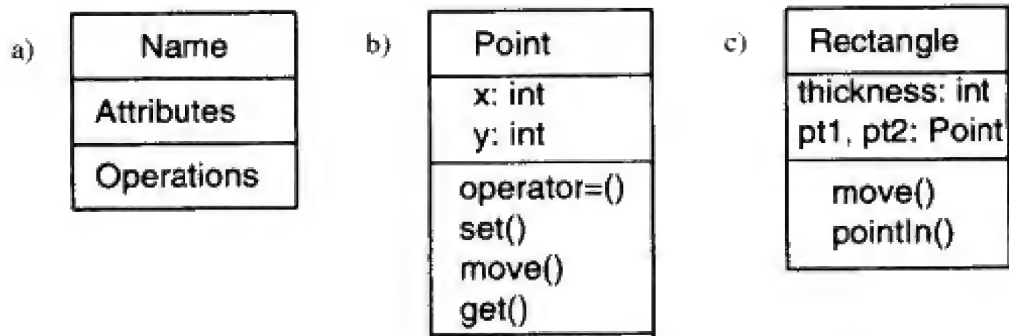 a)
Name
Attributes
Operations
b)
Point
x: int
y: int
operator=()
set()
move()
get()
c)
Rectangle
thickness: int
pt1, pt2: Point
move()
pointIn()